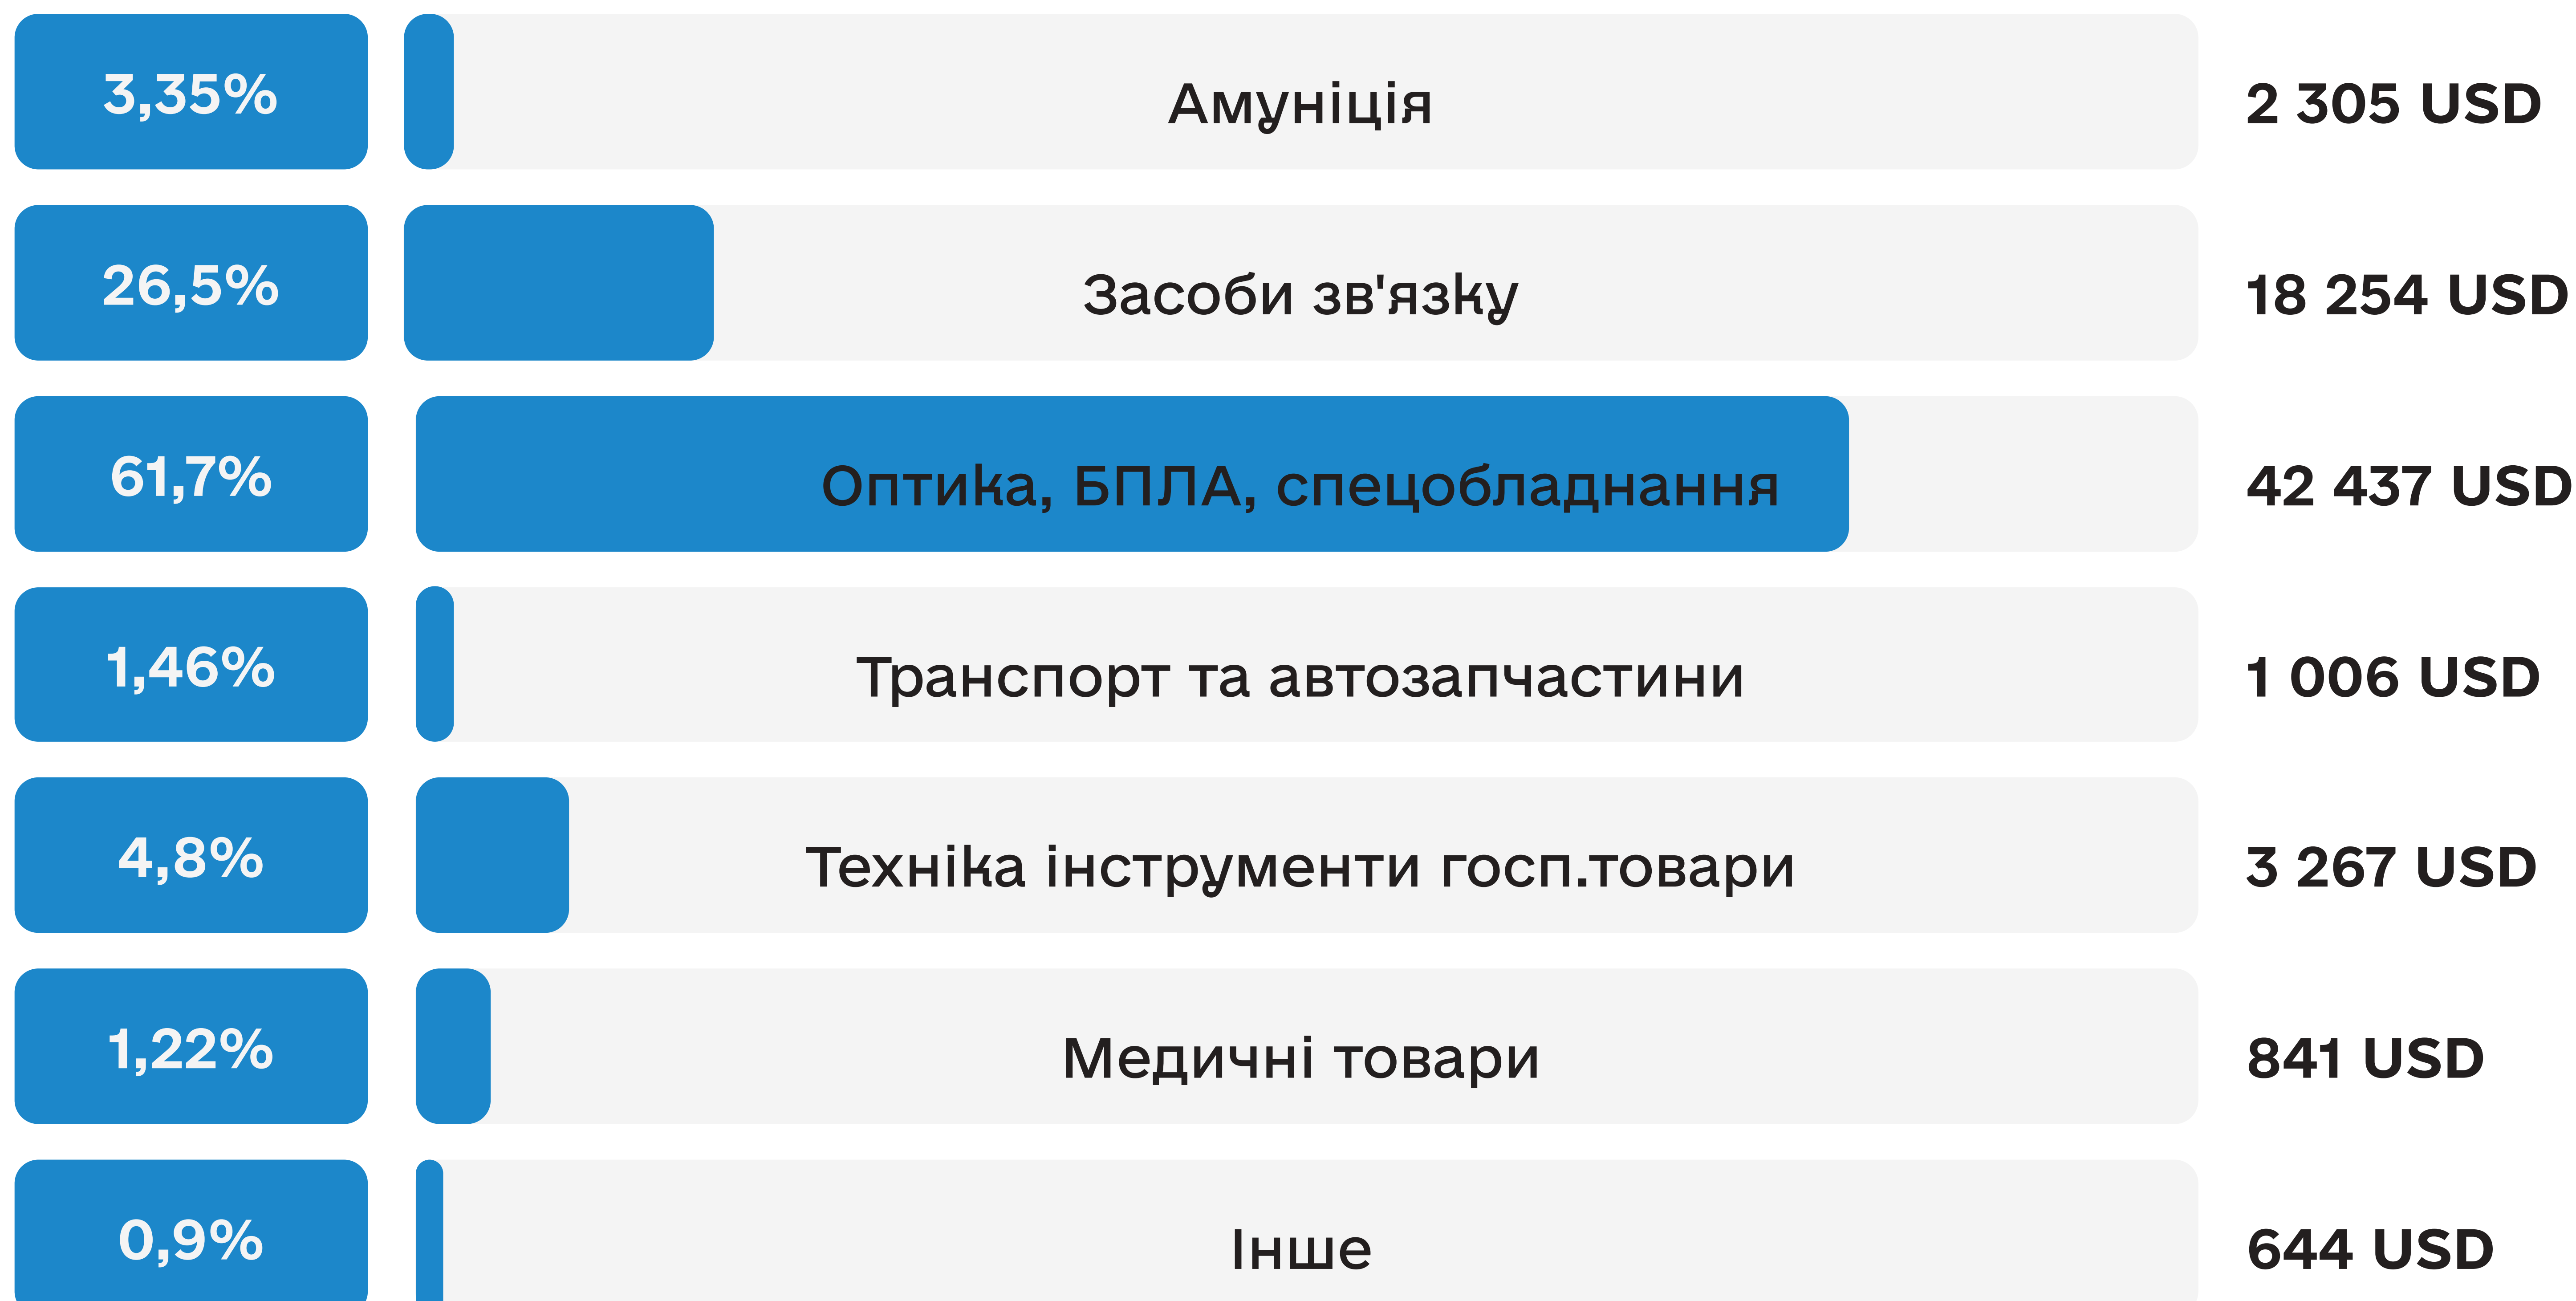 3,35% Амуніція 2 305 USD
26,5% Засоби зв'язку 18 254 USD
61,7% Оптика, БПЛА, спецобладнання 42 437 USD
1,46% Транспорт та автозапчастини 1 006 USD
4,8% Техніка інструменти госп.товари 3 267 USD
1,22% Медичні товари 841 USD
0,9% Інше 644 USD